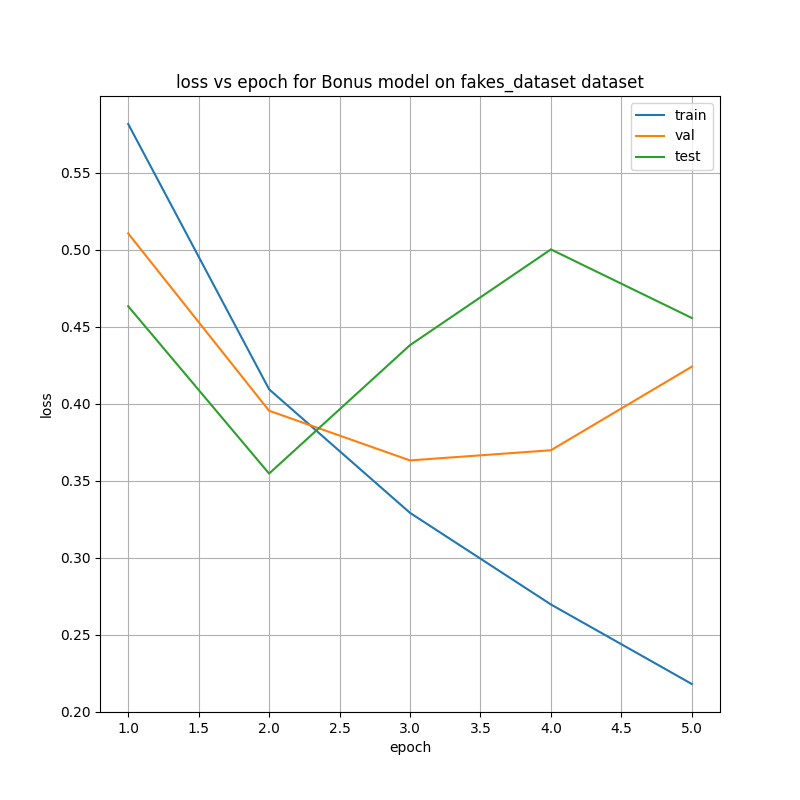 loss vs epoch for Bonus model on fakes_dataset dataset
train
val
test
loss
0.55
0.50
0.45
0.40
0.35
0.30
0.25
0.20
1.0 1.5 2.0 2.5 3.0 3.5 4.0 4.5 5.0
epoch